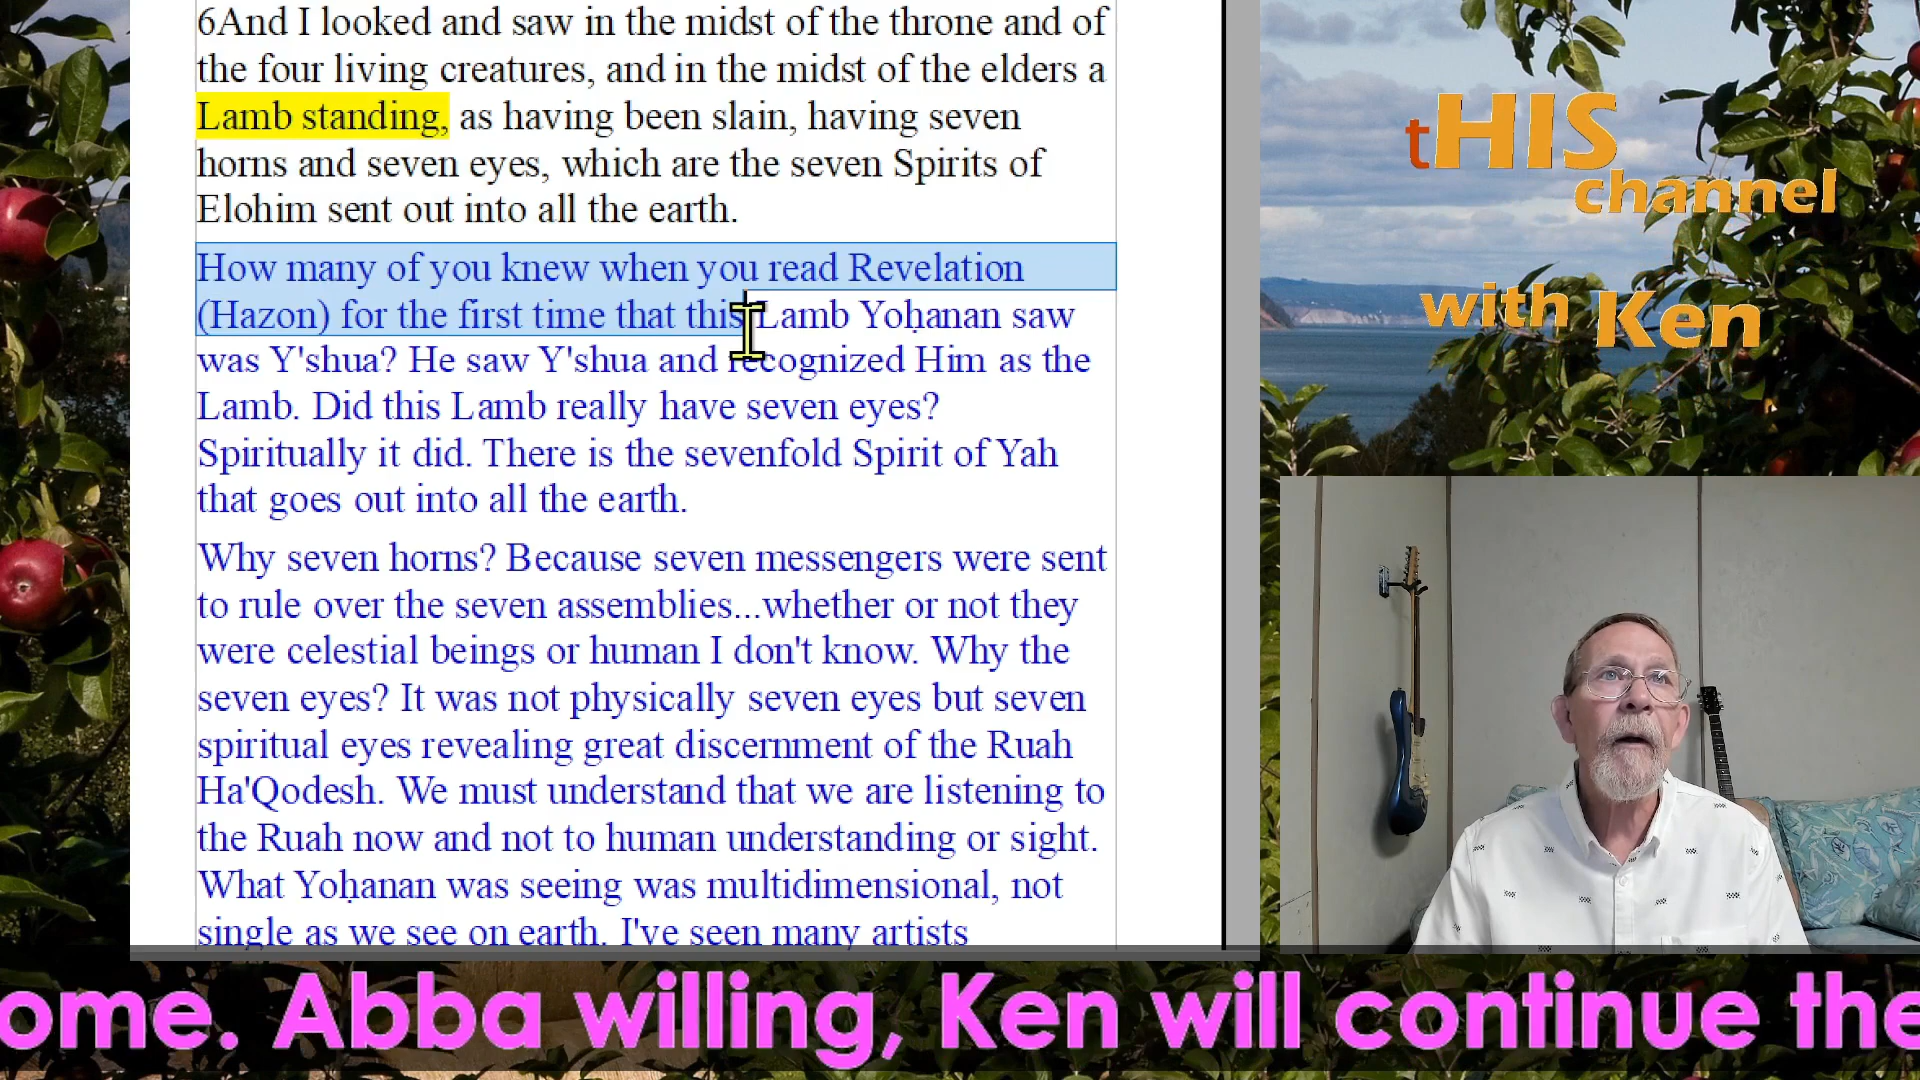 6And I looked and saw in the midst of the throne and of
the four living creatures, and in the midst of the elders a
Lamb standing, as having been slain, having seven
horns and seven eyes, which are the seven Spirits of
Elohim sent out into all the earth.
How many of you knew when you read Revelation
(Hazon) for the first time that this Lamb Yoḥanan saw
was Y'shua? He saw Y'shua and recognized Him as the
Lamb. Did this Lamb really have seven eyes?
Spiritually it did. There is the sevenfold Spirit of Yah
that goes out into all the earth.
Why seven horns? Because seven messengers were sent
to rule over the seven assemblies...whether or not they
were celestial beings or human I don't know. Why the
seven eyes? It was not physically seven eyes but seven
spiritual eyes revealing great discernment of the Ruah
Ha'Qodesh. We must understand that we are listening to
the Ruah now and not to human understanding or sight.
What Yoḥanan was seeing was multidimensional, not
single as we see on earth. I've seen many artists
tHIS
channel
with Ken
ome. Abba willing, Ken will continue the